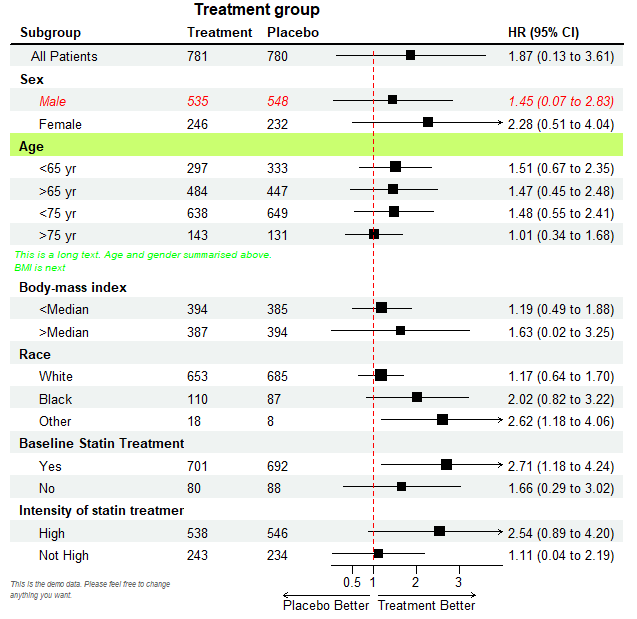 Treatment group
Subgroup Treatment Placebo HR (95% CI)
All Patients 781 780 1.87 (0.13 to 3.61)
Sex
Male 535 548 1.45 (0.07 to 2.83)
Female 246 232 2.28 (0.51 to 4.04)
Age
<65 yr 297 333 1.51 (0.67 to 2.35)
>65 yr 484 447 1.47 (0.45 to 2.48)
<75 yr 638 649 1.48 (0.55 to 2.41)
>75 yr 143 131 1.01 (0.34 to 1.68)
This is a long text. Age and gender summarised above.
BMI is next
Body-mass index
<Median 394 385 1.19 (0.49 to 1.88)
>Median 387 394 1.63 (0.02 to 3.25)
Race
White 653 685 1.17 (0.64 to 1.70)
Black 110 87 2.02 (0.82 to 3.22)
Other 18 8 2.62 (1.18 to 4.06)
Baseline Statin Treatment
Yes 701 692 2.71 (1.18 to 4.24)
No 80 88 1.66 (0.29 to 3.02)
Intensity of statin treatmer
High 538 546 2.54 (0.89 to 4.20)
Not High 243 234 1.11 (0.04 to 2.19)
0.5 1 2 3
Placebo Better Treatment Better
This is the demo data. Please feel free to change
anything you want.